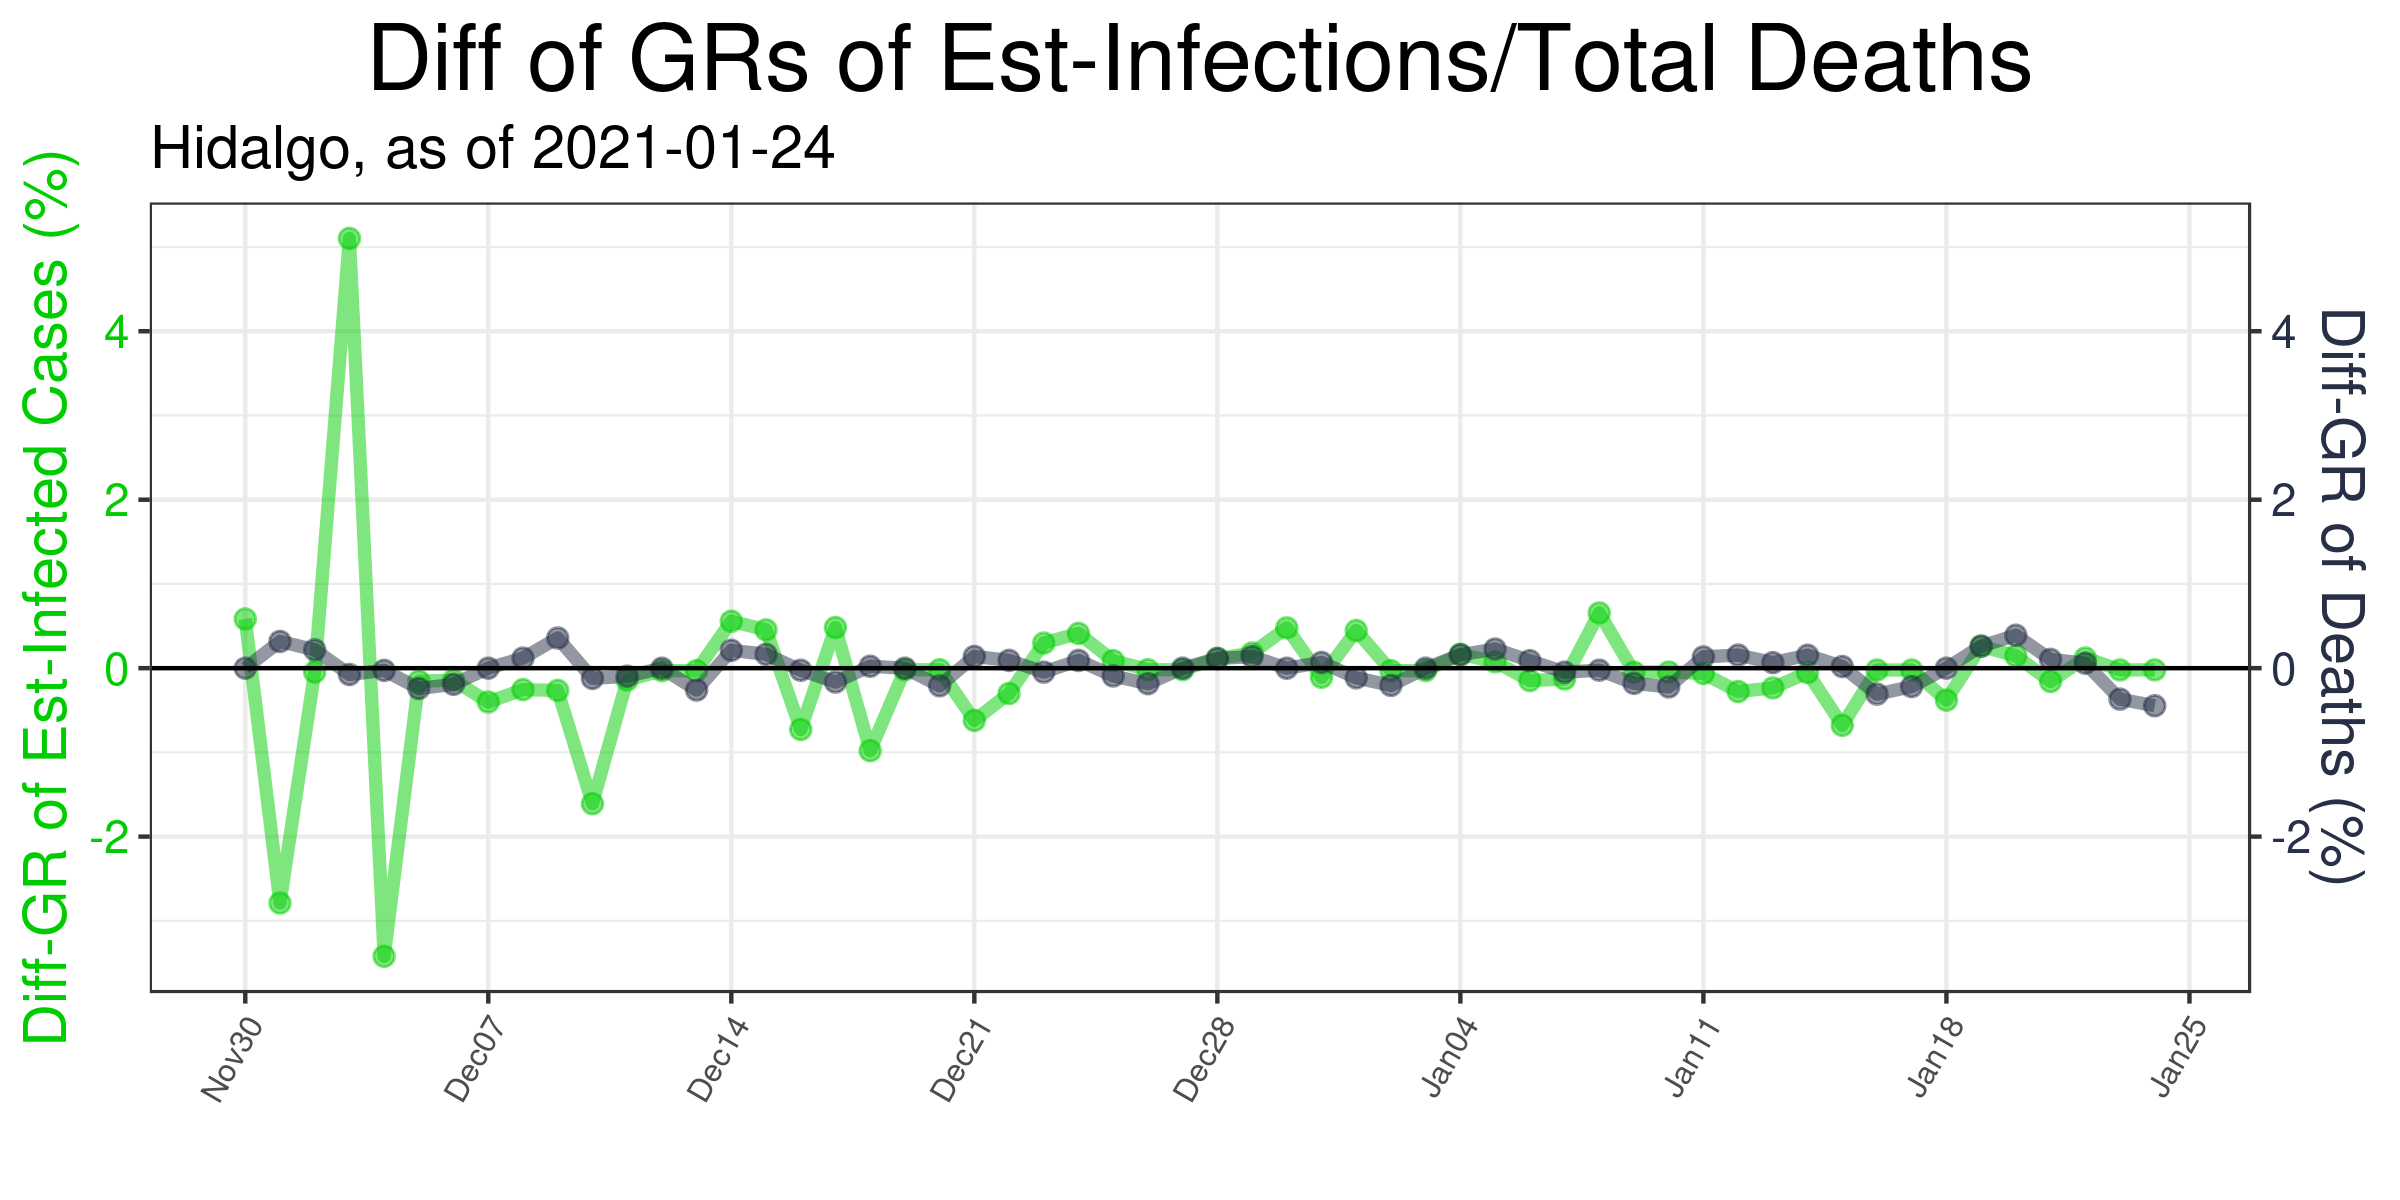 Diff of GRs of Est-Infections/Total Deaths
Hidalgo, as of 2021-01-24
Diff-GR of Est-Infected Cases (%)
4
2
0
-2
4
2
0
-2
Diff-GR of Deaths (%)
Nov30
Dec07
Dec14
Dec21
Dec28
Jan04
Jan11
Jan18
Jan25